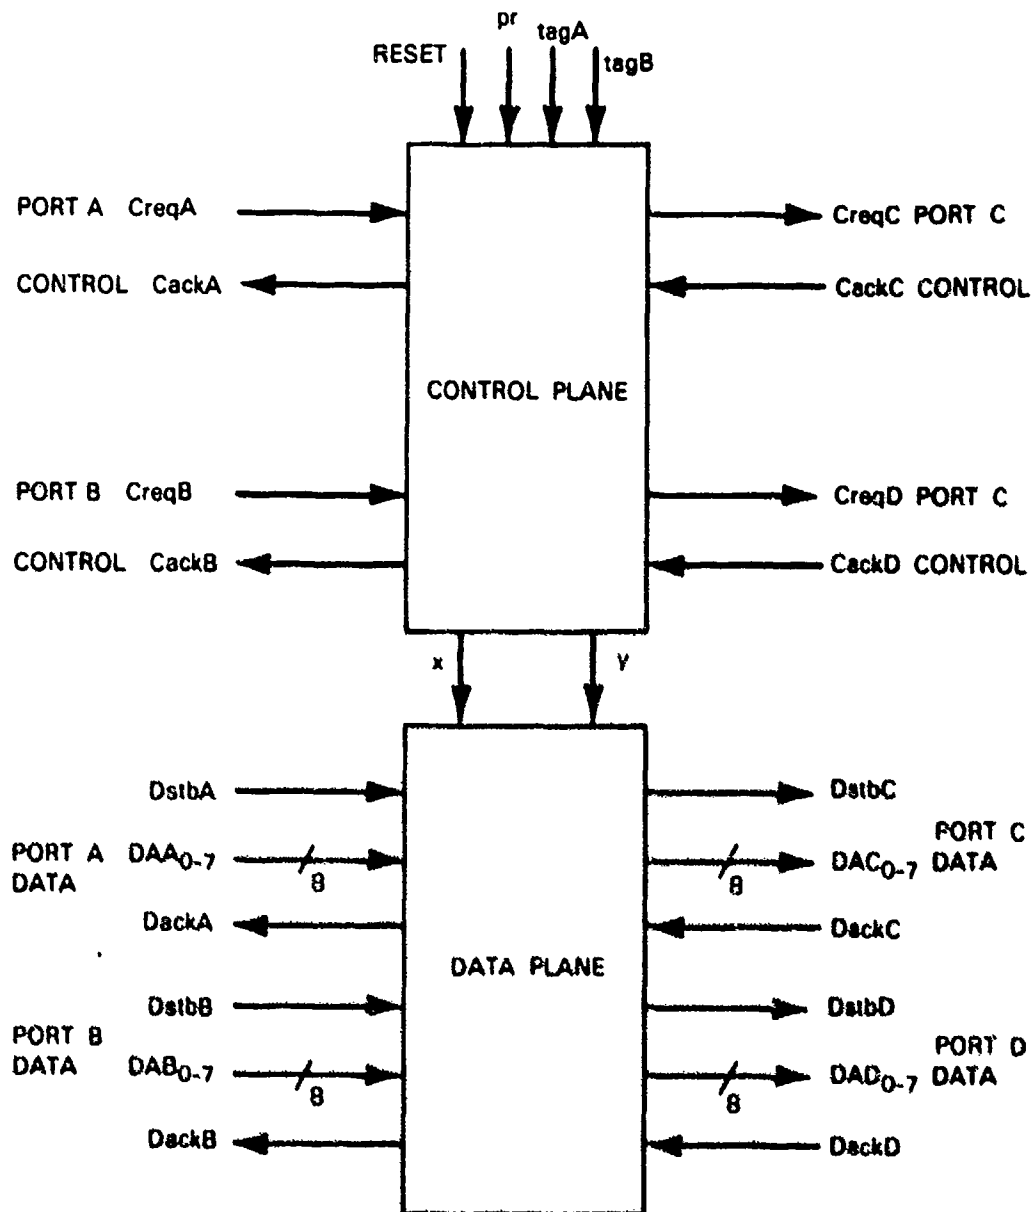 pr
tagA
RESET
tagB
PORT A CreqA
CreqC PORT C
CONTROL CackA
CackC CONTROL
CONTROL PLANE
PORT B CreqB
CreqD PORT C
CONTROL CackB
CackD CONTROL
x
y
DstbA
DstbC
PORT A DAA0-7
DATA
8
PORT C
DAC0-7 DATA
8
DackA
DackC
DATA PLANE
DstbB
DstbD
PORT B
DATA DAB0-7
8
PORT D
DAD0-7 DATA
8
DackB
DackD